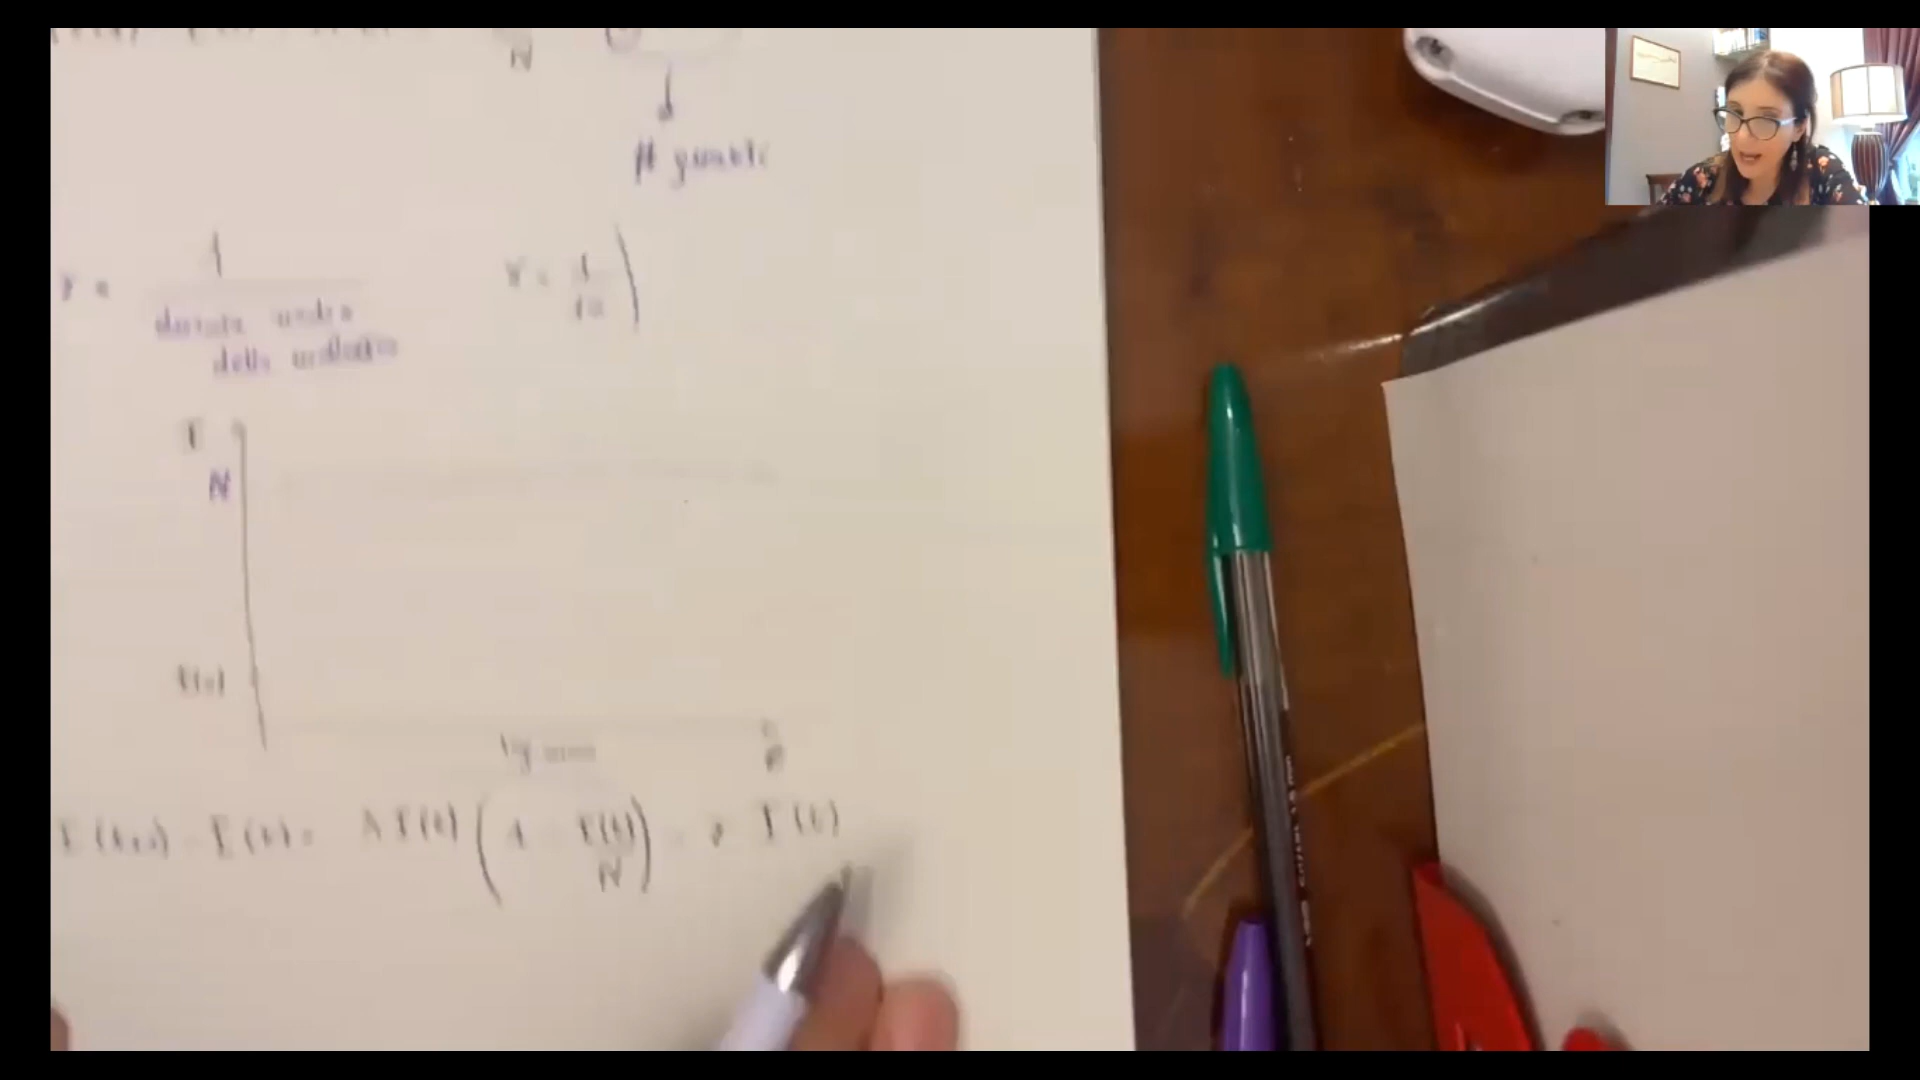 N
# guariti
γ = 1
durata media
della malattia
γ = 1
10
I
N
I(0)
t
I(t+1) - I(t) = λ I(t) ( 1 - I(t)
N ) - γ I(t)